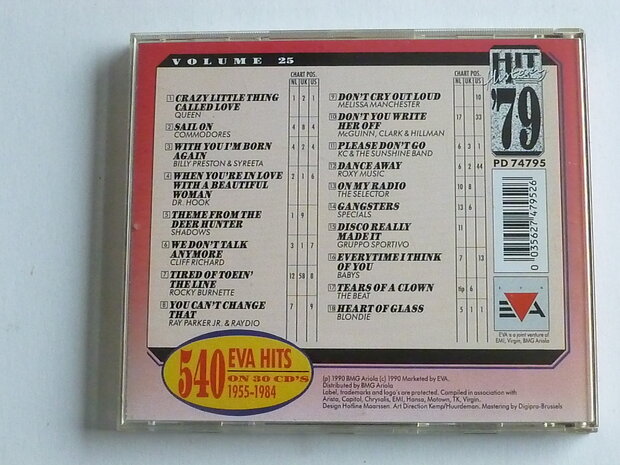 VOLUME 25
HIT
'79
PD 74795
CHART POS.
NL UK US
1 CRAZY LITTLE THING
CALLED LOVE 1 2 1
QUEEN
2 SAIL ON 4 8 4
COMMODORES
3 WITH YOU I'M BORN
AGAIN 4 2 4
BILLY PRESTON & SYREETA
4 WHEN YOU'RE IN LOVE
WITH A BEAUTIFUL
WOMAN 2 1 6
DR. HOOK
5 THEME FROM THE
DEER HUNTER 1 9
SHADOWS
6 WE DON'T TALK
ANYMORE 3 1 7
CLIFF RICHARD
7 TIRED OF TOEIN'
THE LINE 12 58 8
ROCKY BURNETTE
8 YOU CAN'T CHANGE
THAT 7 9
RAY PARKER JR. & RAYDIO
CHART POS.
NL UK US
9 DON'T CRY OUT LOUD 10
MELISSA MANCHESTER
10 DON'T YOU WRITE
HER OFF 17 33
McGUINN, CLARK & HILLMAN
11 PLEASE DON'T GO 6 3 1
KC & THE SUNSHINE BAND
12 DANCE AWAY 6 2 44
ROXY MUSIC
13 ON MY RADIO 10 8
THE SELECTOR
14 GANGSTERS 13 6
SPECIALS
15 DISCO REALLY
MADE IT 11
GRUPPO SPORTIVO
16 EVERYTIME I THINK
OF YOU 7 13
BABYS
17 TEARS OF A CLOWN tip 6
THE BEAT
18 HEART OF GLASS 5 1 1
BLONDIE
0 035627 479526
EVA
EVA is a joint venture of
EMI, Virgin, BMG Ariola
540 EVA HITS
ON 30 CD'S
1955-1984
(p) 1990 BMG Ariola (c) 1990 Marketed by EVA.
Distributed by BMG Ariola
Label, trademarks and logo's are protected. Compiled in association with
Arista, Capitol, Chrysalis, EMI, Hansa, Motown, TK, Virgin.
Design Hotline Maarssen. Art Direction Kemp/Huurdeman. Mastering by Digipro-Brussels